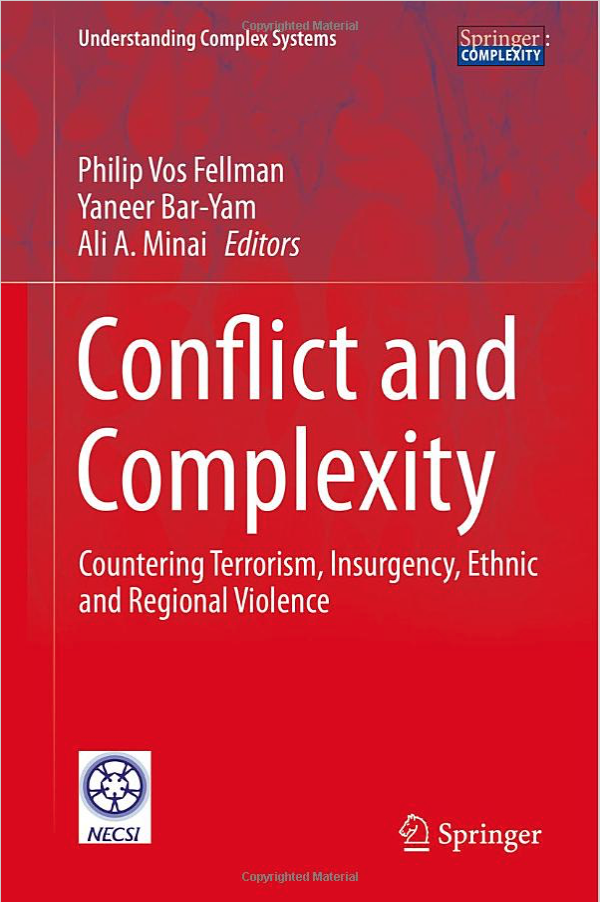 Copyrighted Material
Understanding Complex Systems
Springer:
COMPLEXITY
Philip Vos Fellman
Yaneer Bar-Yam
Ali A. Minai Editors
Conflict and
Complexity
Countering Terrorism, Insurgency, Ethnic
and Regional Violence
NECSI
Springer
Copyrighted Material